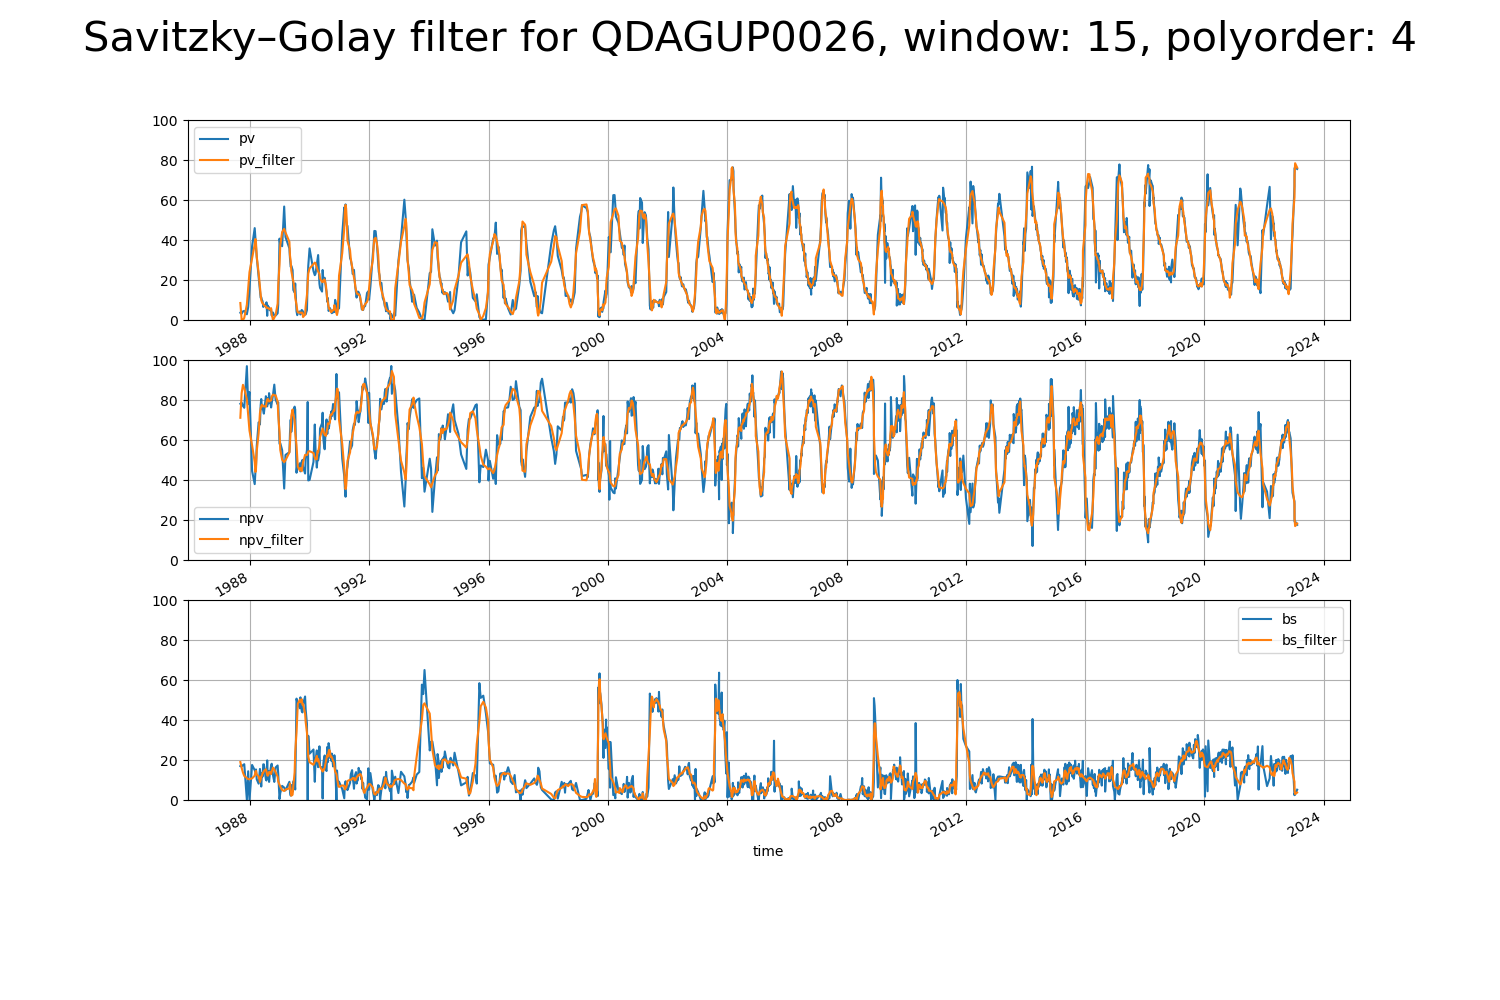 Savitzky–Golay filter for QDAGUP0026, window: 15, polyorder: 4
100
80
60
40
20
0
pv
pv_filter
1988 1992 1996 2000 2004 2008 2012 2016 2020 2024
100
80
60
40
20
0
npv
npv_filter
1988 1992 1996 2000 2004 2008 2012 2016 2020 2024
100
80
60
40
20
0
bs
bs_filter
1988 1992 1996 2000 2004 2008 2012 2016 2020 2024
time